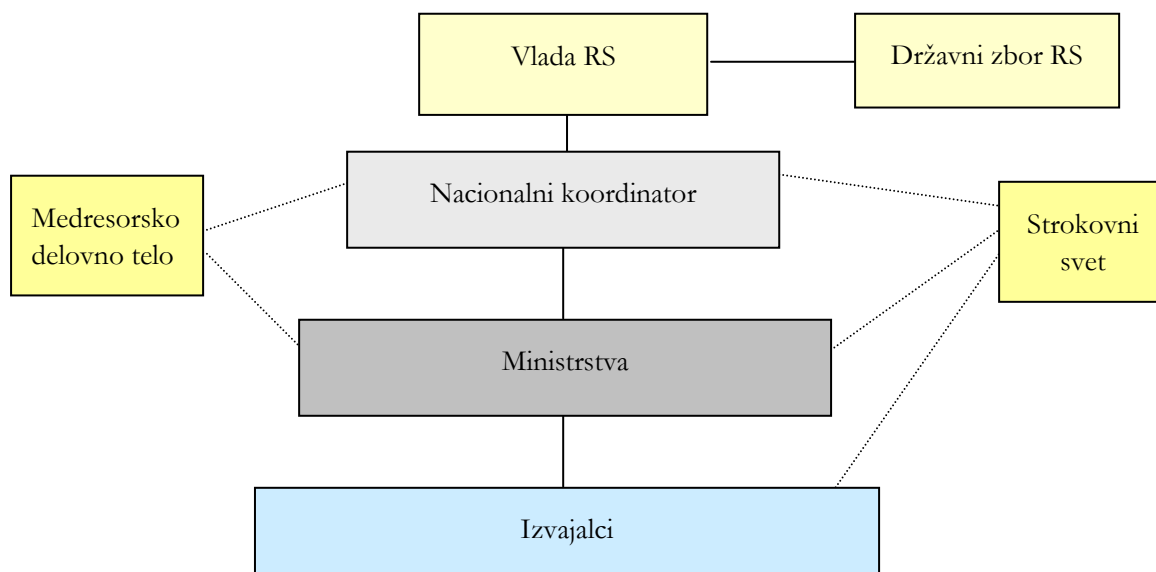 Vlada RS
Državni zbor RS
Nacionalni koordinator
Medresorsko
delovno telo
Strokovni
svet
Ministrstva
Izvajalci